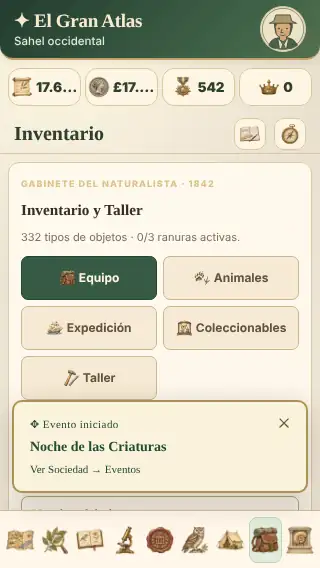 ✦ El Gran Atlas
Sahel occidental
17.6...
£17....
542
0
Inventario
GABINETE DEL NATURALISTA · 1842
Inventario y Taller
332 tipos de objetos · 0/3 ranuras activas.
Equipo
Animales
Expedición
Coleccionables
Taller
✥ Evento iniciado
Noche de las Criaturas
Ver Sociedad → Eventos